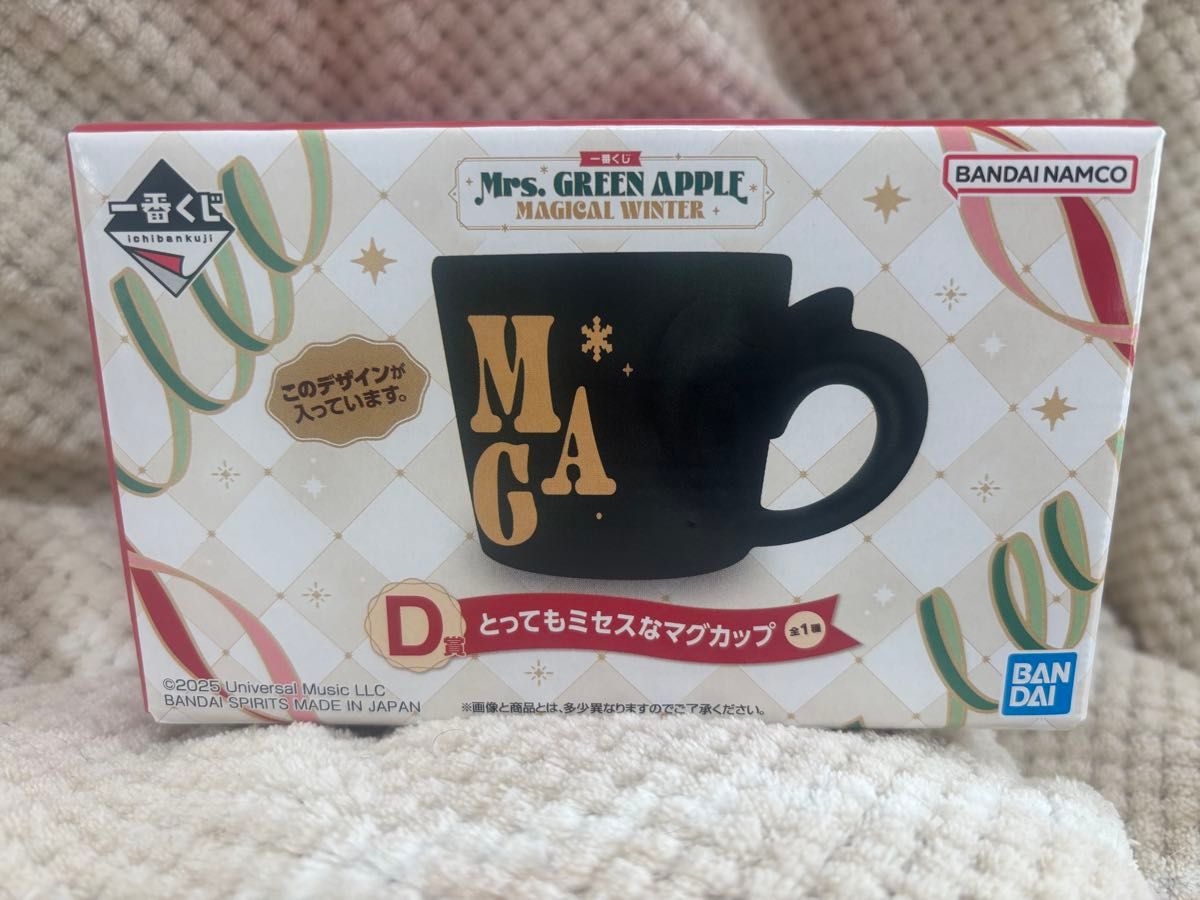 一番くじ
ichibankuji
一番くじ
Mrs. GREEN APPLE
MAGICAL WINTER
BANDAI NAMCO
このデザインが
入っています。
M
A
G
D賞 とってもミセスなマグカップ 全1種
©2025 Universal Music LLC
BANDAI SPIRITS MADE IN JAPAN
※画像と商品とは、多少異なりますのでご了承ください。
BAN
DAI